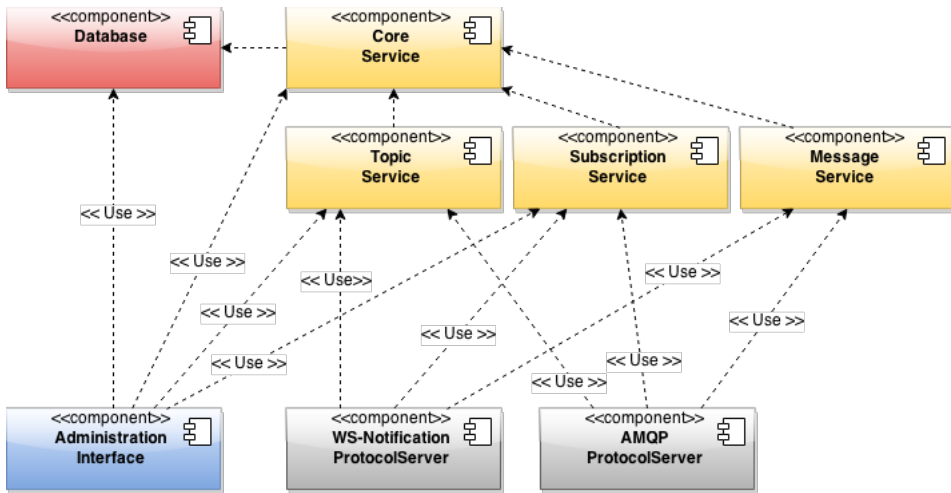 <<component>>
Database
<<component>>
Core
Service
<<component>>
Topic
Service
<<component>>
Subscription
Service
<<component>>
Message
Service
<< Use >>
<< Use >>
<< Use>>
<< Use >>
<< Use >>
<< Use >>
<< Use >>
<< Use >>
<< Use >>
<< Use >>
<<component>>
Administration
Interface
<<component>>
WS-Notification
ProtocolServer
<<component>>
AMQP
ProtocolServer